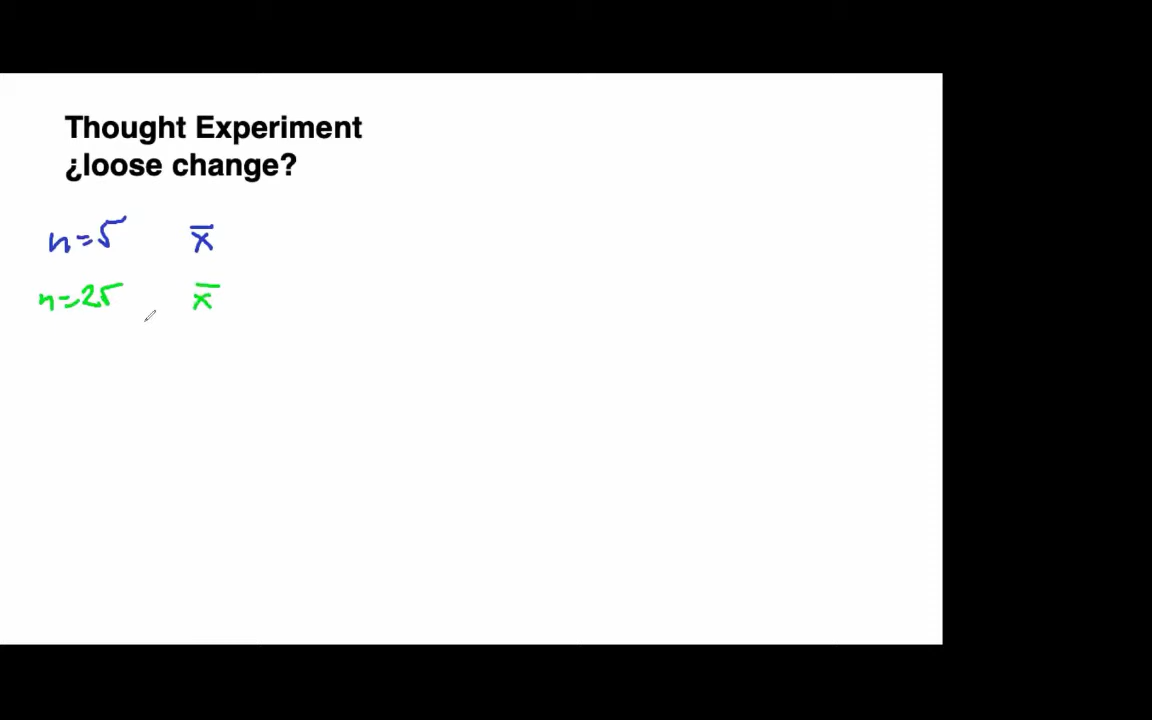 Thought Experiment
¿loose change?
n=5 x̄
n=25 x̄